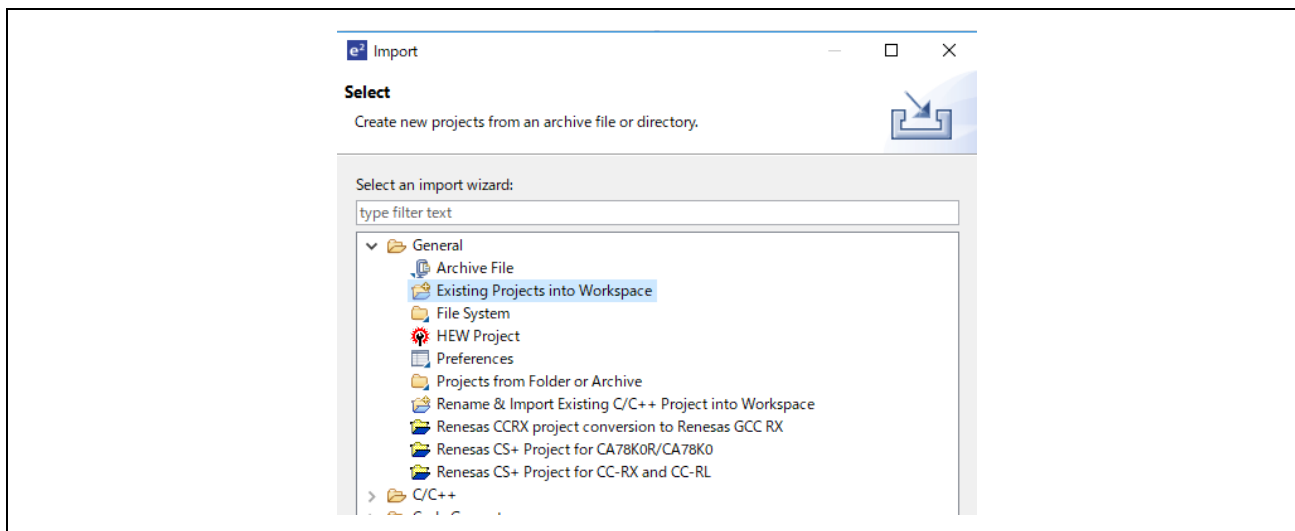 e² Import
Select
Create new projects from an archive file or directory.
Select an import wizard:
type filter text
General
Archive File
Existing Projects into Workspace
File System
HEW Project
Preferences
Projects from Folder or Archive
Rename & Import Existing C/C++ Project into Workspace
Renesas CCRX project conversion to Renesas GCC RX
Renesas CS+ Project for CA78K0R/CA78K0
Renesas CS+ Project for CC-RX and CC-RL
C/C++